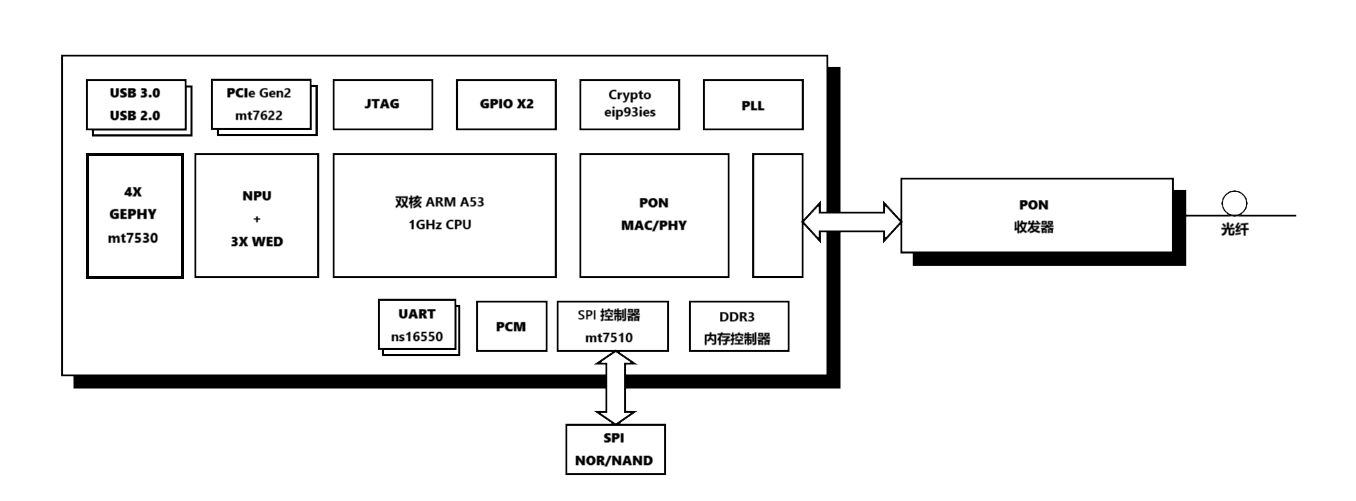 USB 3.0
USB 2.0
PCIe Gen2
mt7622
JTAG
GPIO X2
Crypto
eip93ies
PLL
4X
GEPHY
mt7530
NPU
+
3X WED
双核 ARM A53
1GHz CPU
PON
MAC/PHY
PON
收发器
光纤
UART
ns16550
PCM
SPI 控制器
mt7510
DDR3
内存控制器
SPI
NOR/NAND